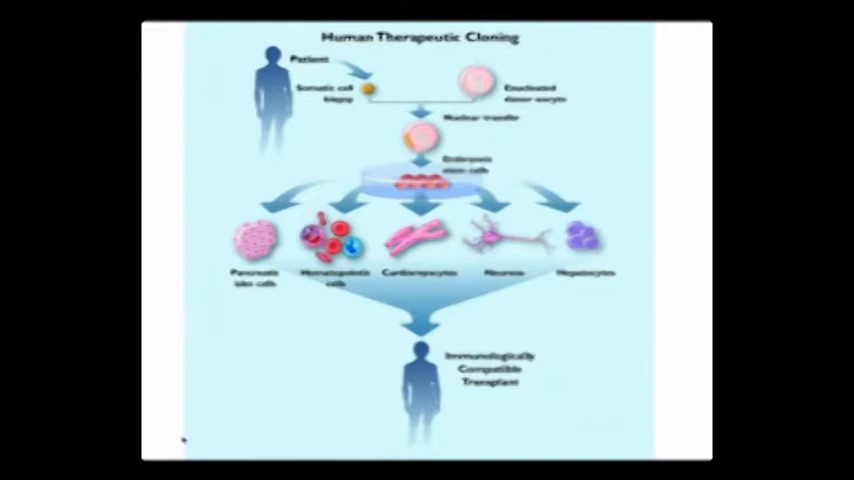 Human Therapeutic Cloning
Patient
Somatic cell
biopsy
Enucleated
donor oocyte
Nuclear transfer
Embryonic
stem cells
Pancreatic
islet cells
Hematopoietic
cells
Cardiomyocytes
Neurons
Hepatocytes
Immunologically
Compatible
Transplant